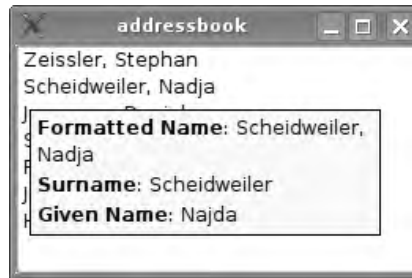 addressbook
Zeissler, Stephan
Scheidweiler, Nadja
Formatted Name: Scheidweiler,
Nadja
Surname: Scheidweiler
Given Name: Najda